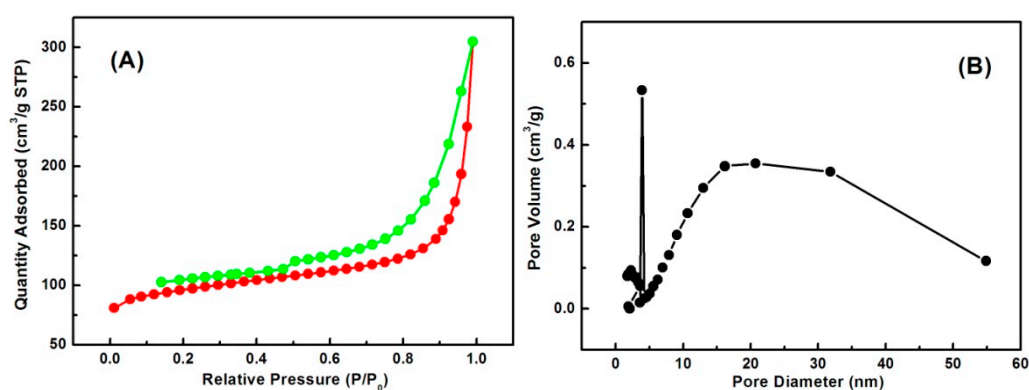 (A)
Quantity Adsorbed (cm³/g STP)
300
250
200
150
100
50
0.0 0.2 0.4 0.6 0.8 1.0
Relative Pressure (P/P₀)
(B)
Pore Volume (cm³/g)
0.6
0.4
0.2
0.0
0 10 20 30 40 50 60
Pore Diameter (nm)